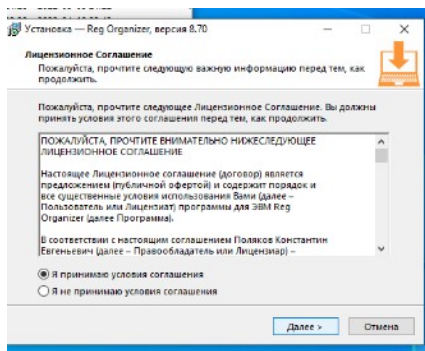 Установка — Reg Organizer, версия 8.70
Лицензионное Соглашение
Пожалуйста, прочтите следующую важную информацию перед тем, как
продолжить.
Пожалуйста, прочтите следующее Лицензионное Соглашение. Вы должны
принять условия этого соглашения перед тем, как продолжить.
ПОЖАЛУЙСТА, ПРОЧТИТЕ ВНИМАТЕЛЬНО НИЖЕСЛЕДУЮЩЕЕ
ЛИЦЕНЗИОННОЕ СОГЛАШЕНИЕ
Настоящее Лицензионное соглашение (договор) является
предложением (публичной офертой) и содержит порядок и
все существенные условия использования Вами (далее –
Пользователь или Лицензиат) программы для ЭВМ Reg
Organizer (далее Программа).
В соответствии с настоящим соглашением Поляков Константин
Евгеньевич (далее – Правообладатель или Лицензиар) –
Я принимаю условия соглашения
Я не принимаю условия соглашения
Далее >
Отмена